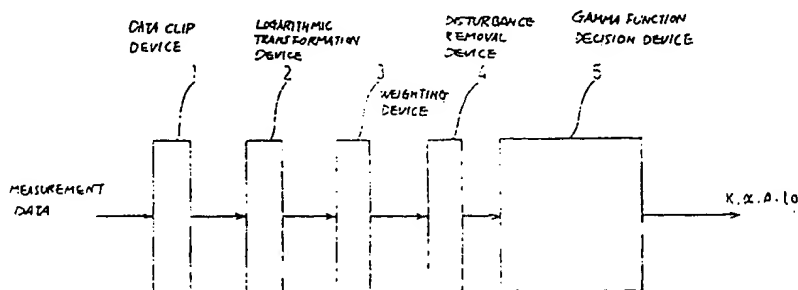 DATA CLIP
DEVICE
1
LOGARITHMIC
TRANSFORMATION
DEVICE
2
3
WEIGHTING
DEVICE
DISTURBANCE
REMOVAL
DEVICE
4
GAMMA FUNCTION
DECISION DEVICE
5
MEASUREMENT
DATA